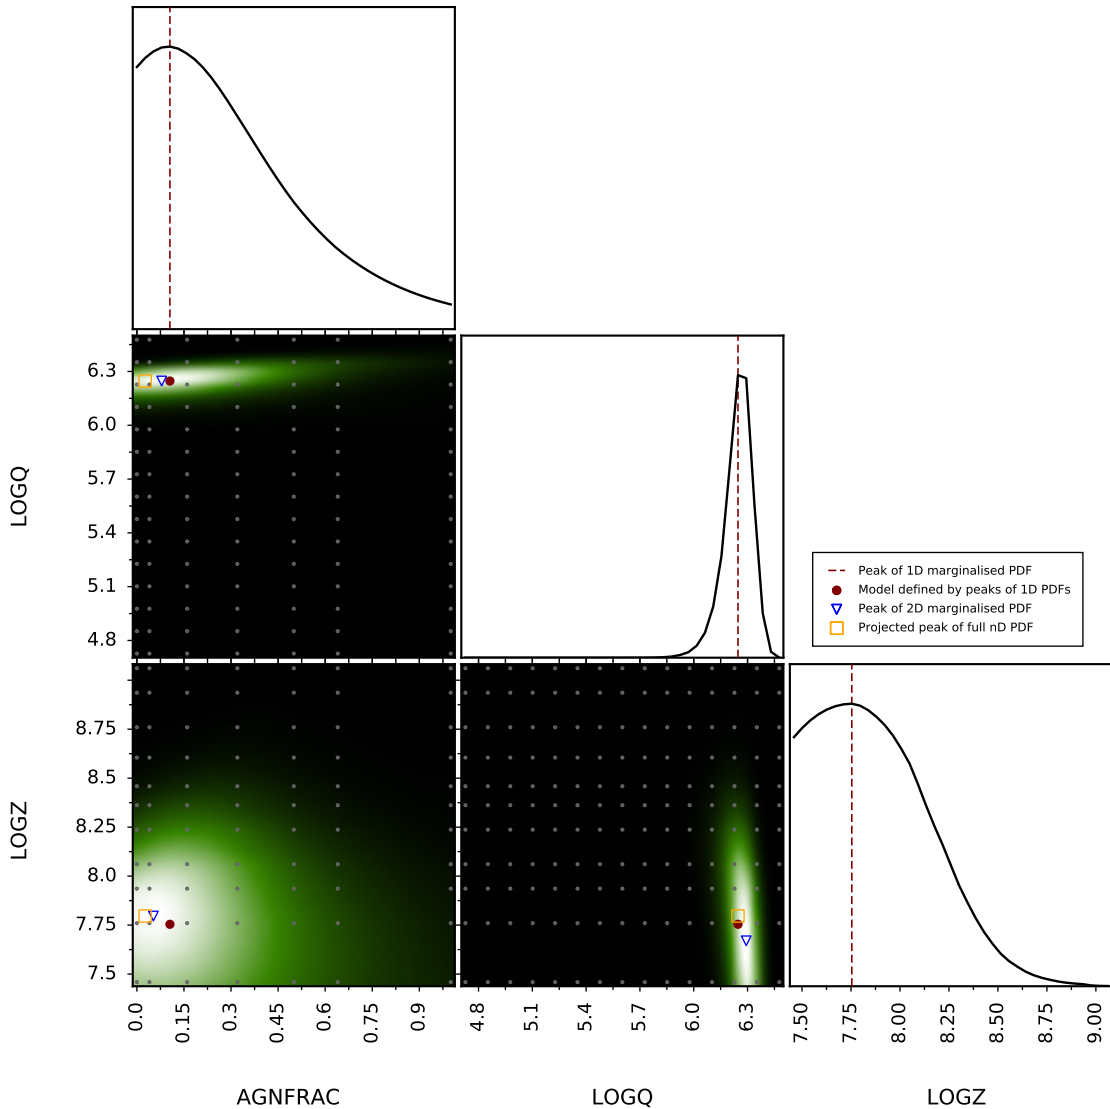 LOGQ
6.3
6.0
5.7
5.4
5.1
4.8
Peak of 1D marginalised PDF
Model defined by peaks of 1D PDFs
Peak of 2D marginalised PDF
Projected peak of full nD PDF
LOGZ
8.75
8.5
8.25
8.0
7.75
7.5
0.0 0.15 0.3 0.45 0.6 0.75 0.9
4.8 5.1 5.4 5.7 6.0 6.3
7.50 7.75 8.00 8.25 8.50 8.75 9.00
AGNFRAC LOGQ LOGZ